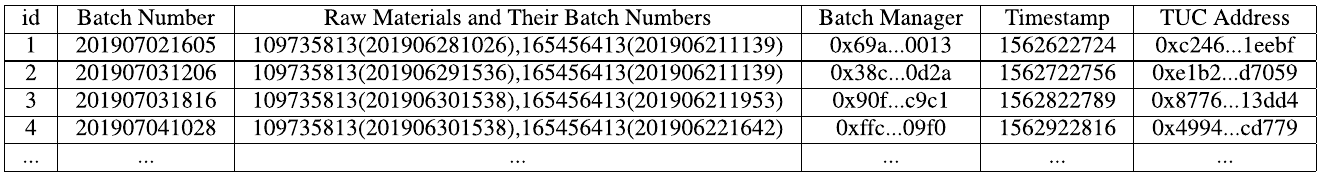 id Batch Number Raw Materials and Their Batch Numbers Batch Manager Timestamp TUC Address
1 201907021605 109735813(201906281026),165456413(201906211139) 0x69a...0013 1562622724 0xc246...1eebf
2 201907031206 109735813(201906291536),165456413(201906211139) 0x38c...0d2a 1562722756 0xe1b2...d7059
3 201907031816 109735813(201906301538),165456413(201906211953) 0x90f...c9c1 1562822789 0x8776...13dd4
4 201907041028 109735813(201906301538),165456413(201906221642) 0xffc...09f0 1562922816 0x4994...cd779
... ... ... ... ... ...